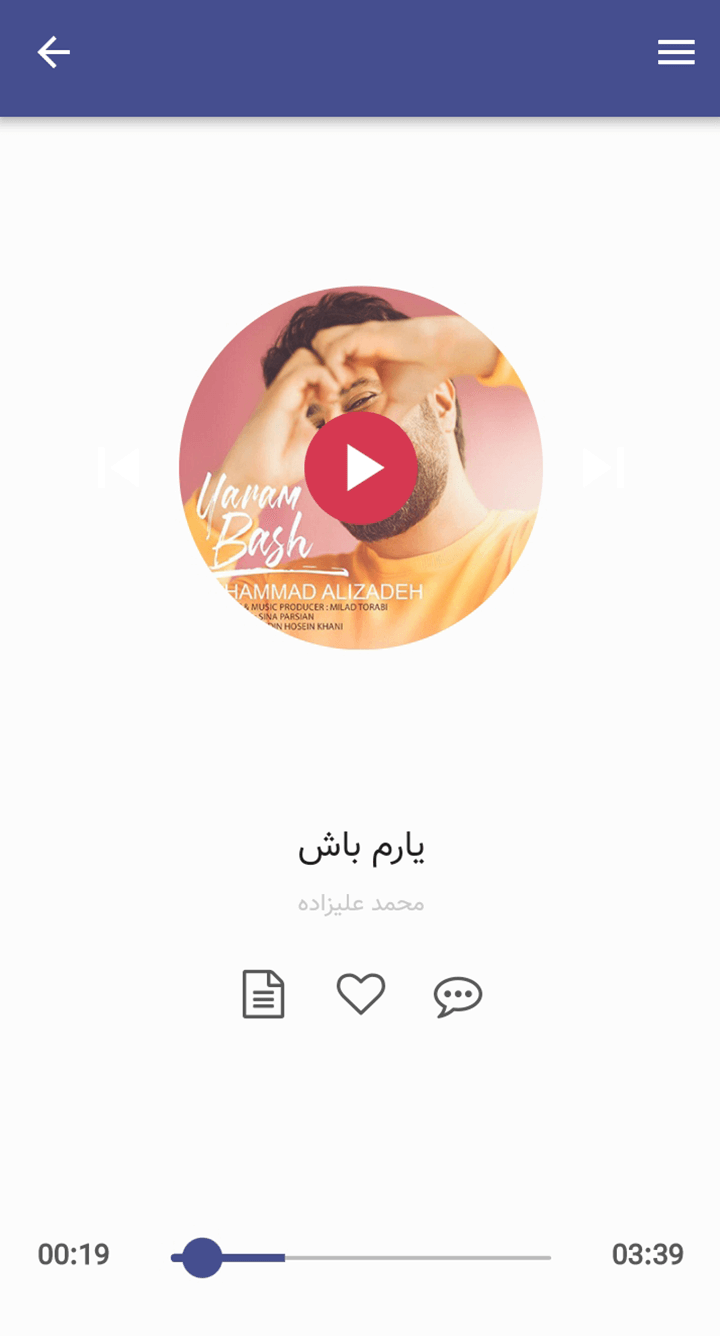 Yaram
Bash
HAMMAD ALIZADEH
& MUSIC PRODUCER : MILAD TORABI
SINA PARSIAN
DIN HOSEIN KHANI
یارم باش
محمد علیزاده
00:19
03:39